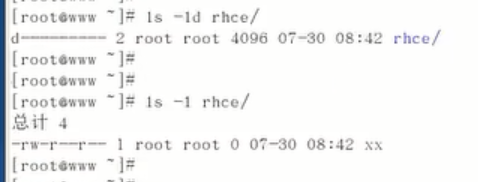 [root@www ~]# ls -ld rhce/
d--------- 2 root root 4096 07-30 08:42 rhce/
[root@www ~]#
[root@www ~]#
[root@www ~]# ls -l rhce/
总计 4
-rw-r--r-- 1 root root 0 07-30 08:42 xx
[root@www ~]#